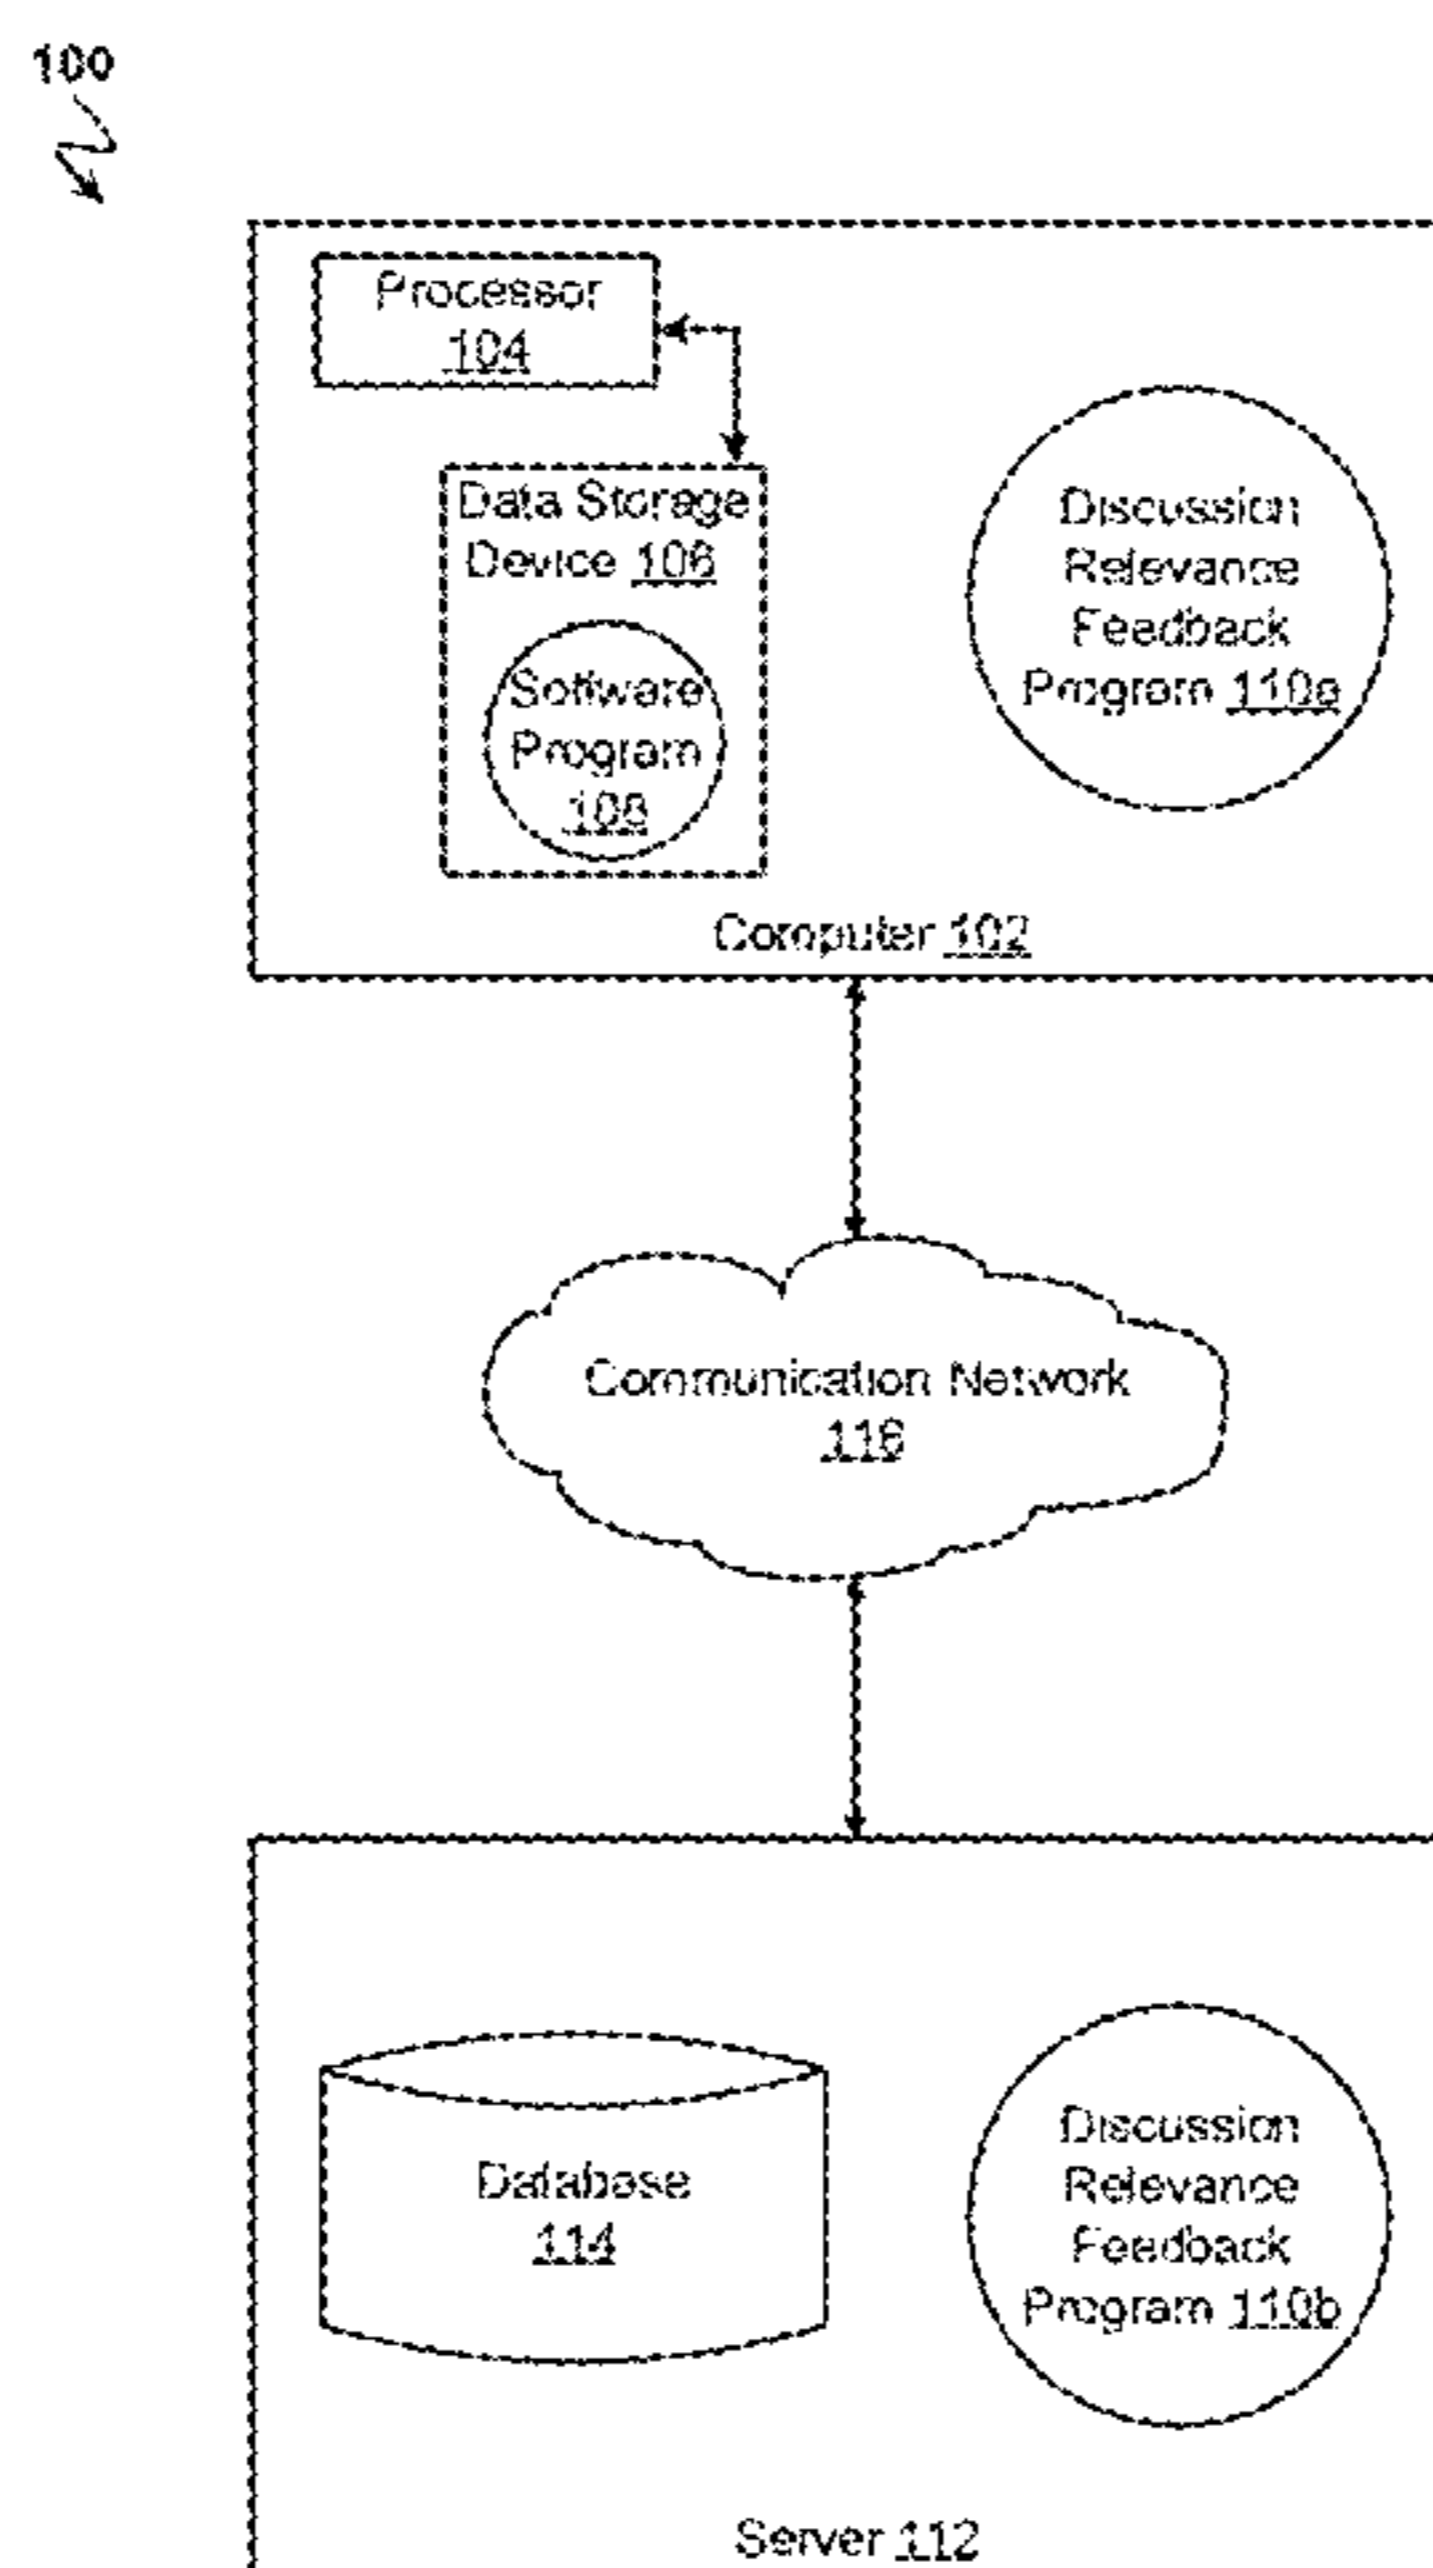 100
Processor
104
Data Storage
Device 106
Software
Program
108
Discussion
Relevance
Feedback
Program 110a
Computer 102
Communication Network
116
Database
114
Discussion
Relevance
Feedback
Program 110b
Server 112